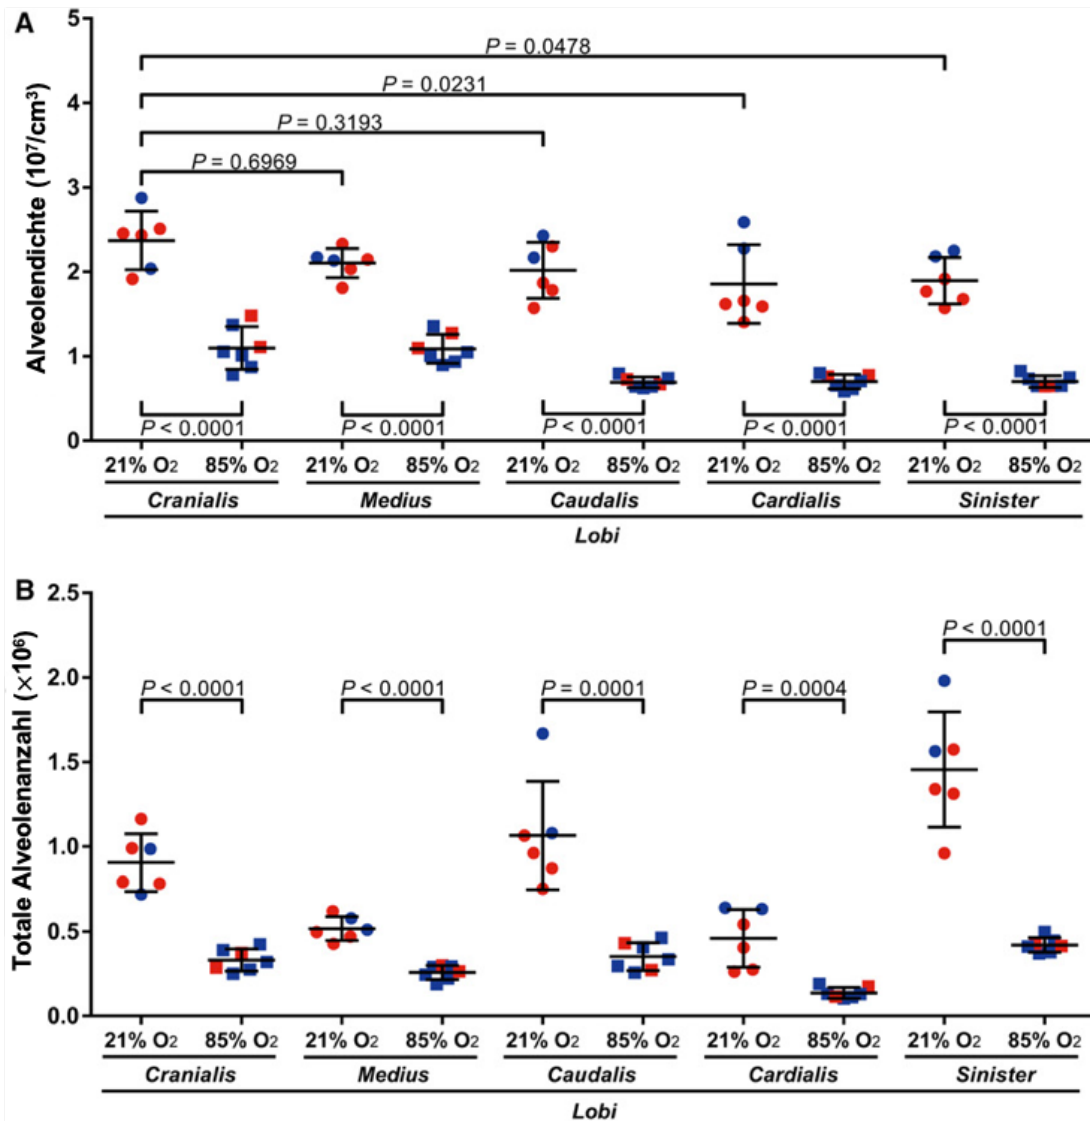 A
Alveolendichte (10⁷/cm³)
5
4
3
2
1
0
P = 0.0478
P = 0.0231
P = 0.3193
P = 0.6969
P < 0.0001 P < 0.0001 P < 0.0001 P < 0.0001 P < 0.0001
21% O₂ 85% O₂ 21% O₂ 85% O₂ 21% O₂ 85% O₂ 21% O₂ 85% O₂ 21% O₂ 85% O₂
Cranialis Medius Caudalis Cardialis Sinister
Lobi
B
Totale Alveolenanzahl (×10⁶)
2.5
2.0
1.5
1.0
0.5
0.0
P < 0.0001
P < 0.0001 P < 0.0001 P = 0.0001 P = 0.0004
21% O₂ 85% O₂ 21% O₂ 85% O₂ 21% O₂ 85% O₂ 21% O₂ 85% O₂ 21% O₂ 85% O₂
Cranialis Medius Caudalis Cardialis Sinister
Lobi